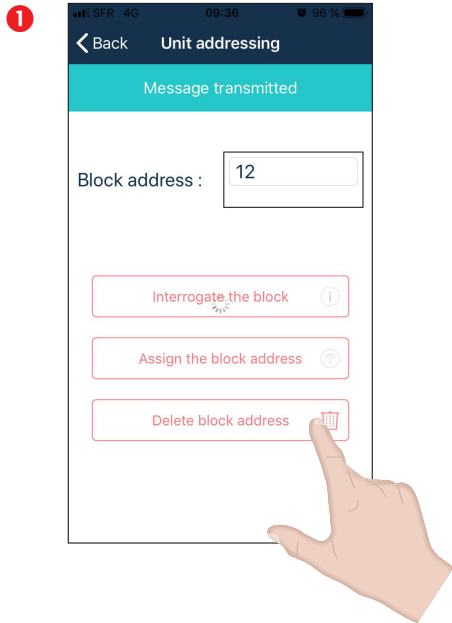 1
SFR 4G 09:36 96 %
Back Unit addressing
Message transmitted
Block address : 12
Interrogate the block i
Assign the block address
Delete block address